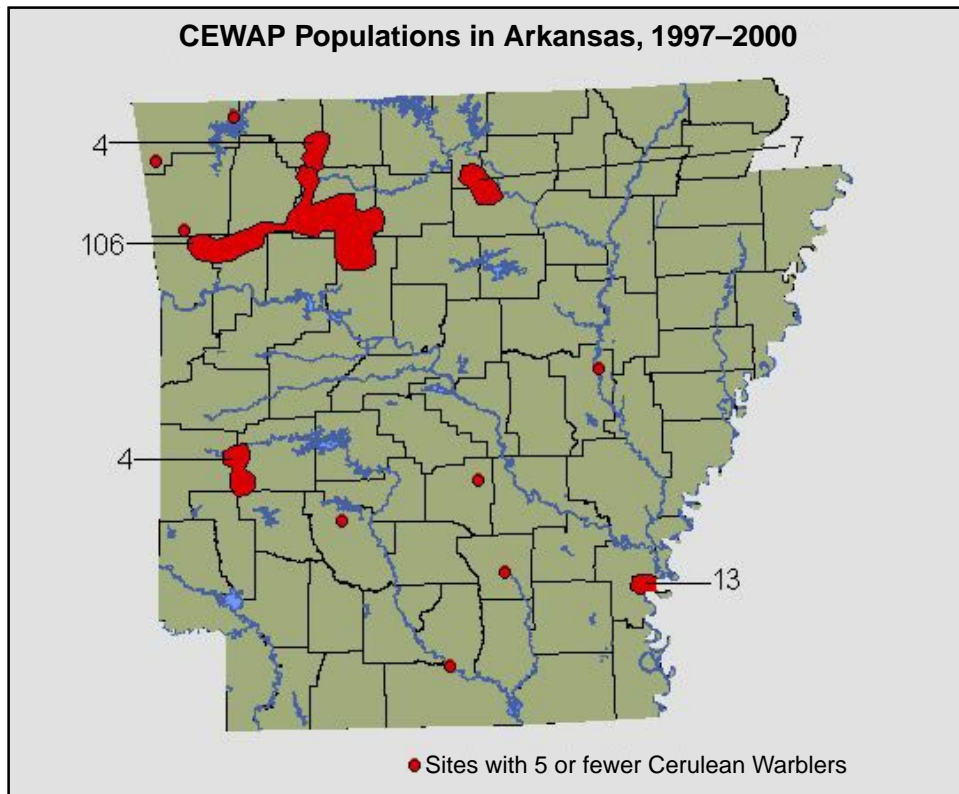 CEWAP Populations in Arkansas, 1997–2000
4
7
106
4
13
Sites with 5 or fewer Cerulean Warblers